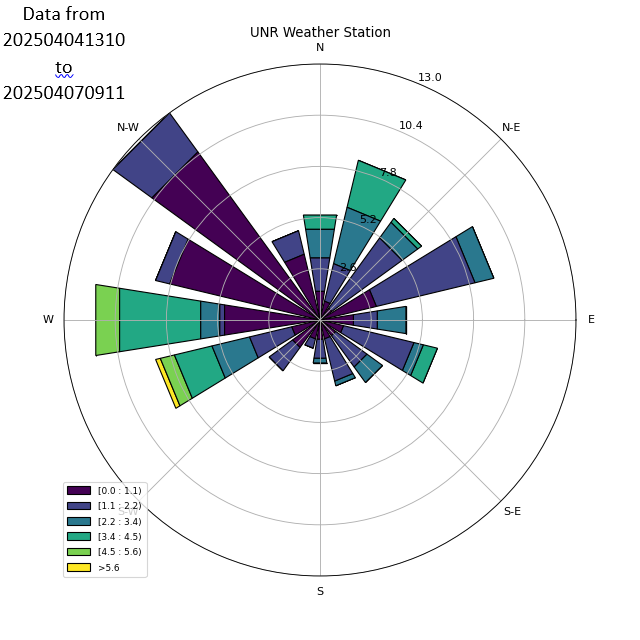 Data from
202504041310
to
202504070911
UNR Weather Station
N
13.0
N-W
10.4
N-E
7.8
5.2
2.6
W
E
[0.0 : 1.1)
[1.1 : 2.2)
[2.2 : 3.4)
[3.4 : 4.5)
[4.5 : 5.6)
>5.6
S-W
S-E
S